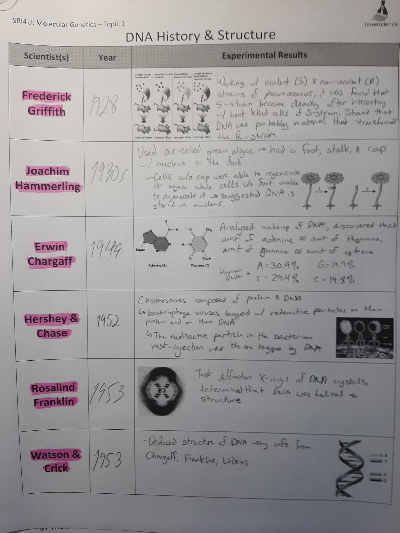 SBI4U: Molecular Genetics – Topic 1
DNA History & Structure
Scientist(s) Year Experimental Results
Frederick Griffith
1928
Working w/ virulent (S) & non-virulent (R)
strains of pneumococcus, it was found that
S-strain became deadly after interacting
w/ heat killed cells of S-strain. Showed that
DNA was probably material that transformed
the R-strain.
Joachim Hammerling
1930s
Used one-celled green algae → had a foot, stalk, & cap
w/ nucleus in the foot
- Cells w/o cap were able to regenerate
it again while cells w/o foot unable
to regenerate it → suggested DNA is
stored in nucleus
Erwin Chargaff
1949
Analyzed makeup of DNA, discovered that
amt of adenine = amt of thymine,
amt of guanine = amt of cytosine
Human DNA = A = 30.9% G = 19.9%
T = 29.4% C = 19.8%
Adenine (A) Thymine (T)
Hershey & Chase
1952
Chromosomes composed of protein & DNA
↳ bacteriophage viruses tagged w/ radioactive particles on their
protein and on their DNA
↳ The radioactive particle in the bacterium
post-injection was the one tagged by DNA
Rosalind Franklin
1953
Took diffraction X-rays of DNA crystals,
determined that DNA was helical in
structure
Watson & Crick
1953
- Deduced structure of DNA using info from
Chargaff, Franklin, Wilkins